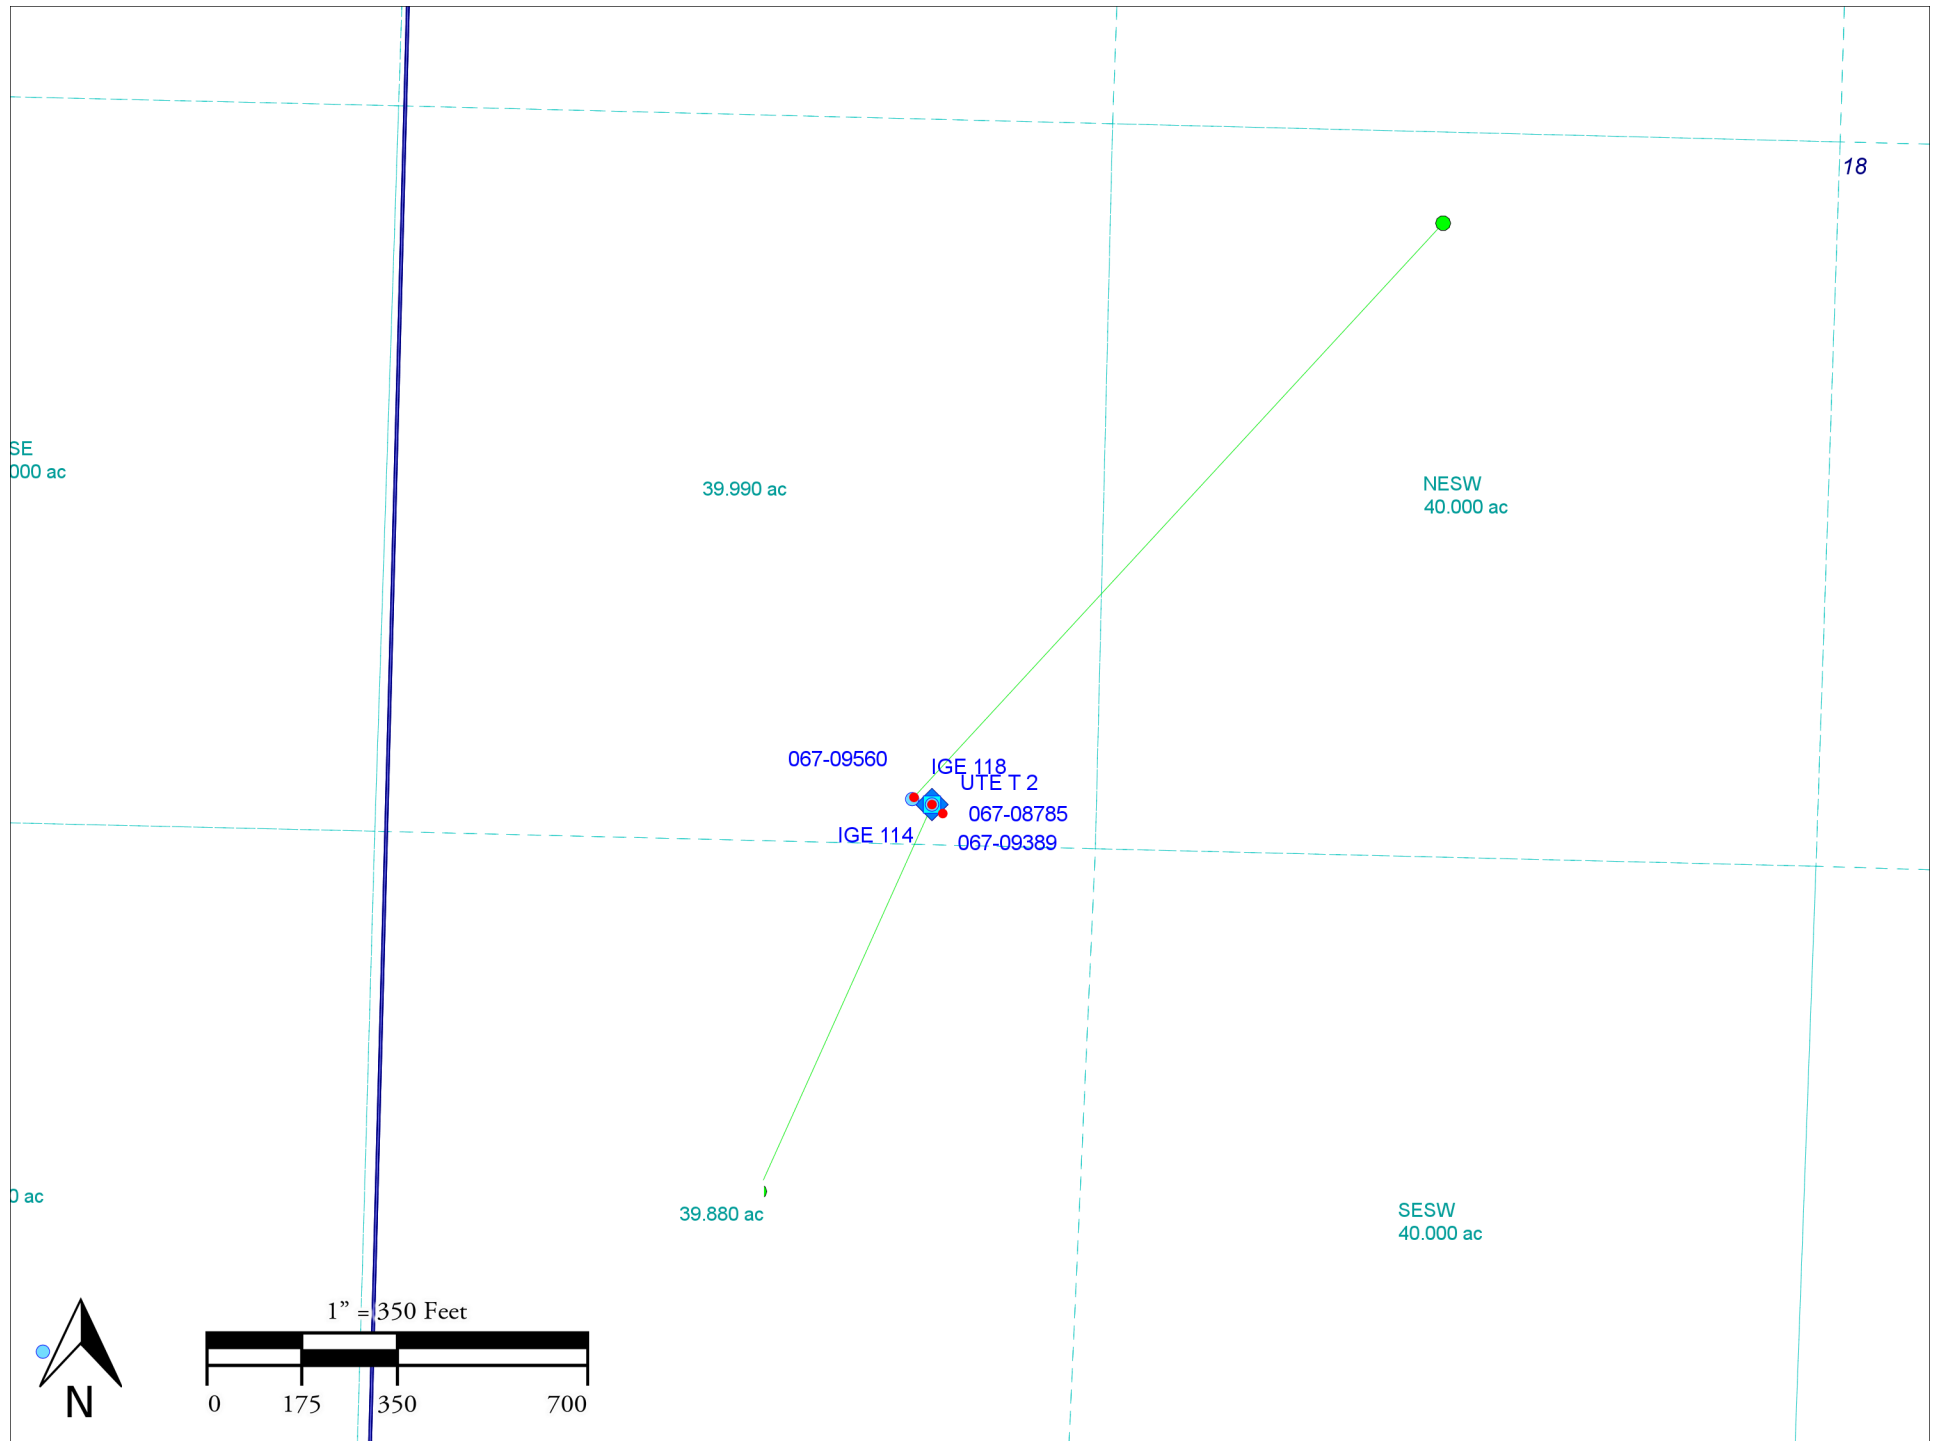 18
SE
000 ac
NESW
40.000 ac
39.990 ac
067-09560
IGE 118
UTE T 2
067-08785
IGE 114
067-09389
0 ac
39.880 ac
SESW
40.000 ac
1” = 350 Feet
0 175 350 700
N